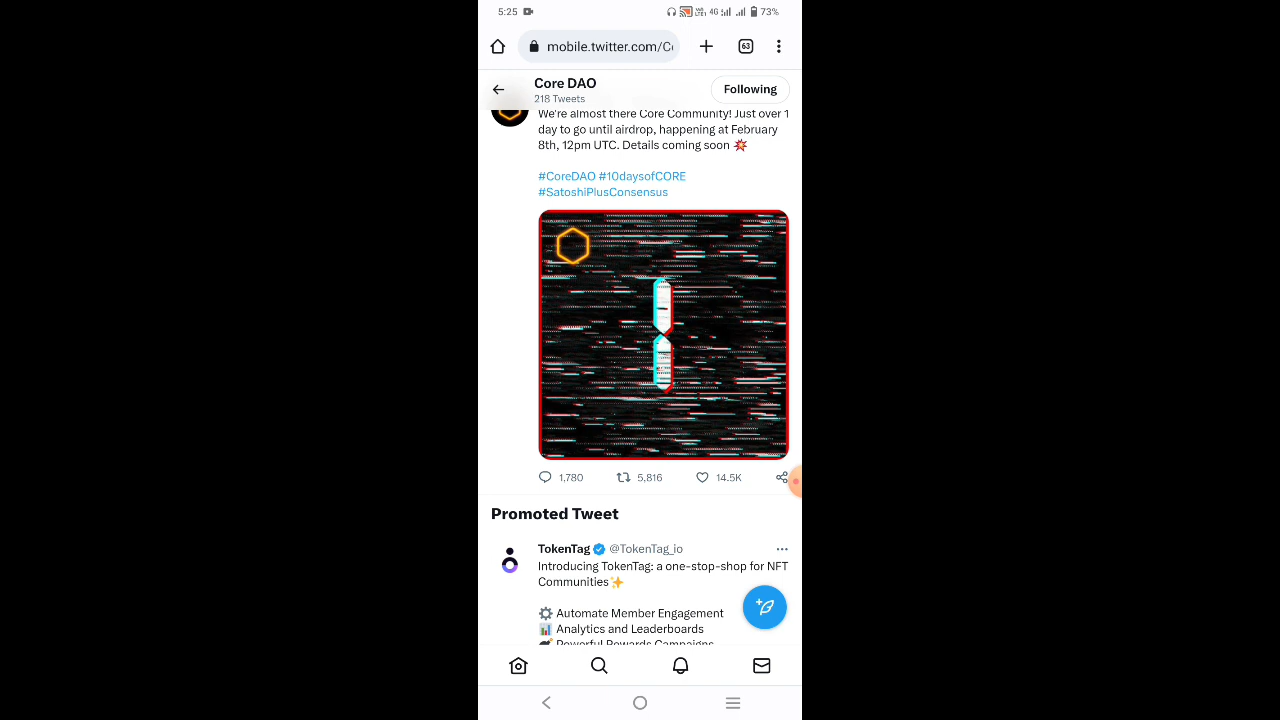 5:25
4G
73%
mobile.twitter.com/C
63
Core DAO
218 Tweets
Following
We're almost there Core Community! Just over 1
day to go until airdrop, happening at February
8th, 12pm UTC. Details coming soon 💥
#CoreDAO #10daysofCORE
#SatoshiPlusConsensus
1
1,780
5,816
14.5K
Promoted Tweet
TokenTag @TokenTag_io
Introducing TokenTag: a one-stop-shop for NFT
Communities✨
⚙️ Automate Member Engagement
📊 Analytics and Leaderboards
Powerful Rewards Campaigns